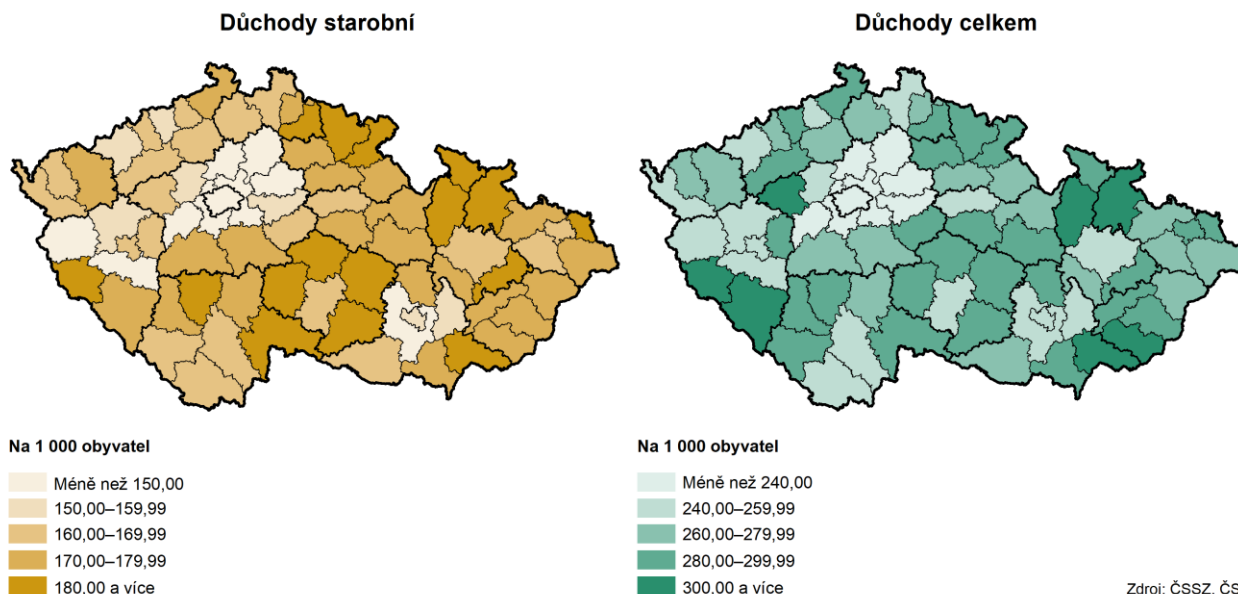 Důchody starobní
Důchody celkem
Na 1 000 obyvatel
Méně než 150,00
150,00–159,99
160,00–169,99
170,00–179,99
180.00 a více
Na 1 000 obyvatel
Méně než 240,00
240,00–259,99
260,00–279,99
280,00–299,99
300.00 a více
Zdroj: ČSSZ, ČS